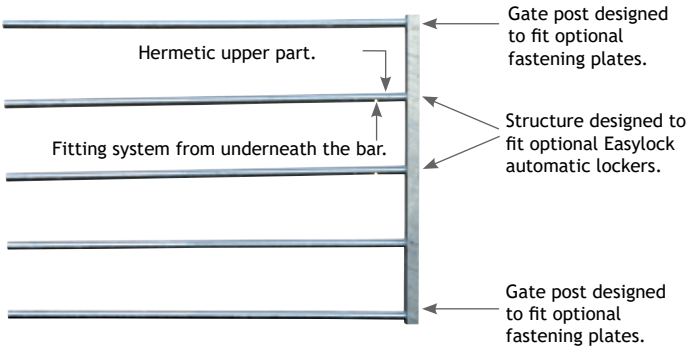 Gate post designed
to fit optional
fastening plates.
Hermetic upper part.
Structure designed to
fit optional Easylock
automatic lockers.
Fitting system from underneath the bar.
Gate post designed
to fit optional
fastening plates.